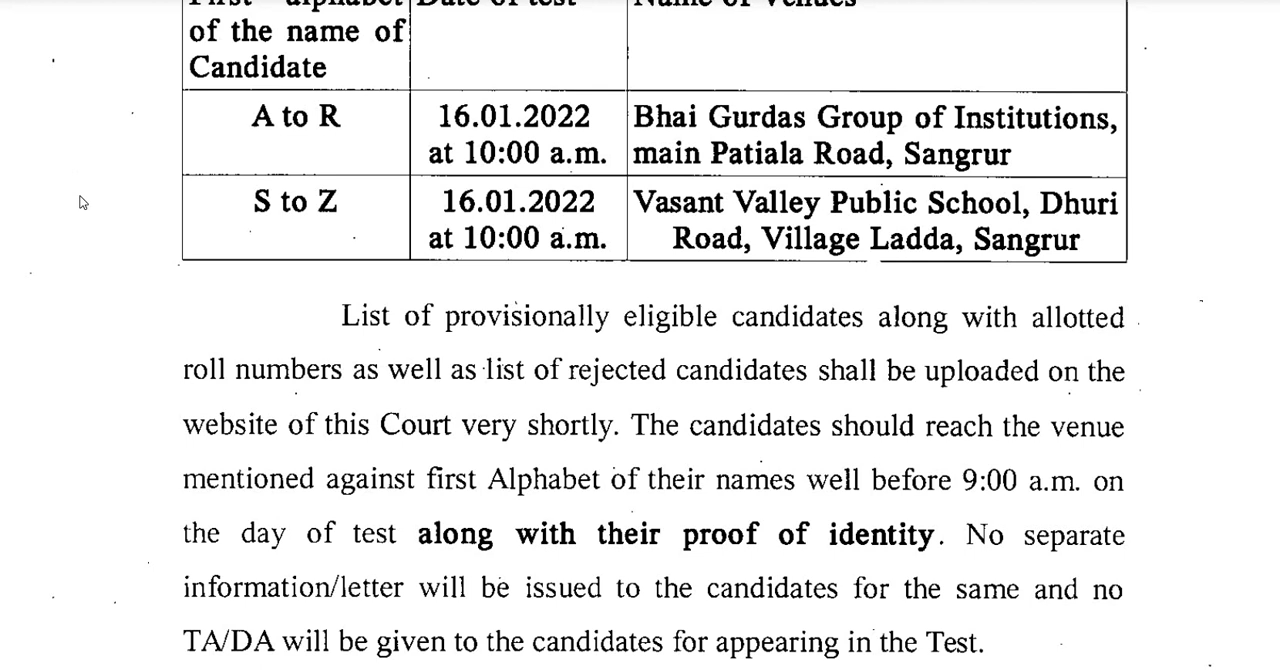 of the name of
Candidate
A to R
16.01.2022
at 10:00 a.m.
Bhai Gurdas Group of Institutions,
main Patiala Road, Sangrur
S to Z
16.01.2022
at 10:00 a.m.
Vasant Valley Public School, Dhuri
Road, Village Ladda, Sangrur
List of provisionally eligible candidates along with allotted
roll numbers as well as list of rejected candidates shall be uploaded on the
website of this Court very shortly. The candidates should reach the venue
mentioned against first Alphabet of their names well before 9:00 a.m. on
the day of test along with their proof of identity. No separate
information/letter will be issued to the candidates for the same and no
TA/DA will be given to the candidates for appearing in the Test.